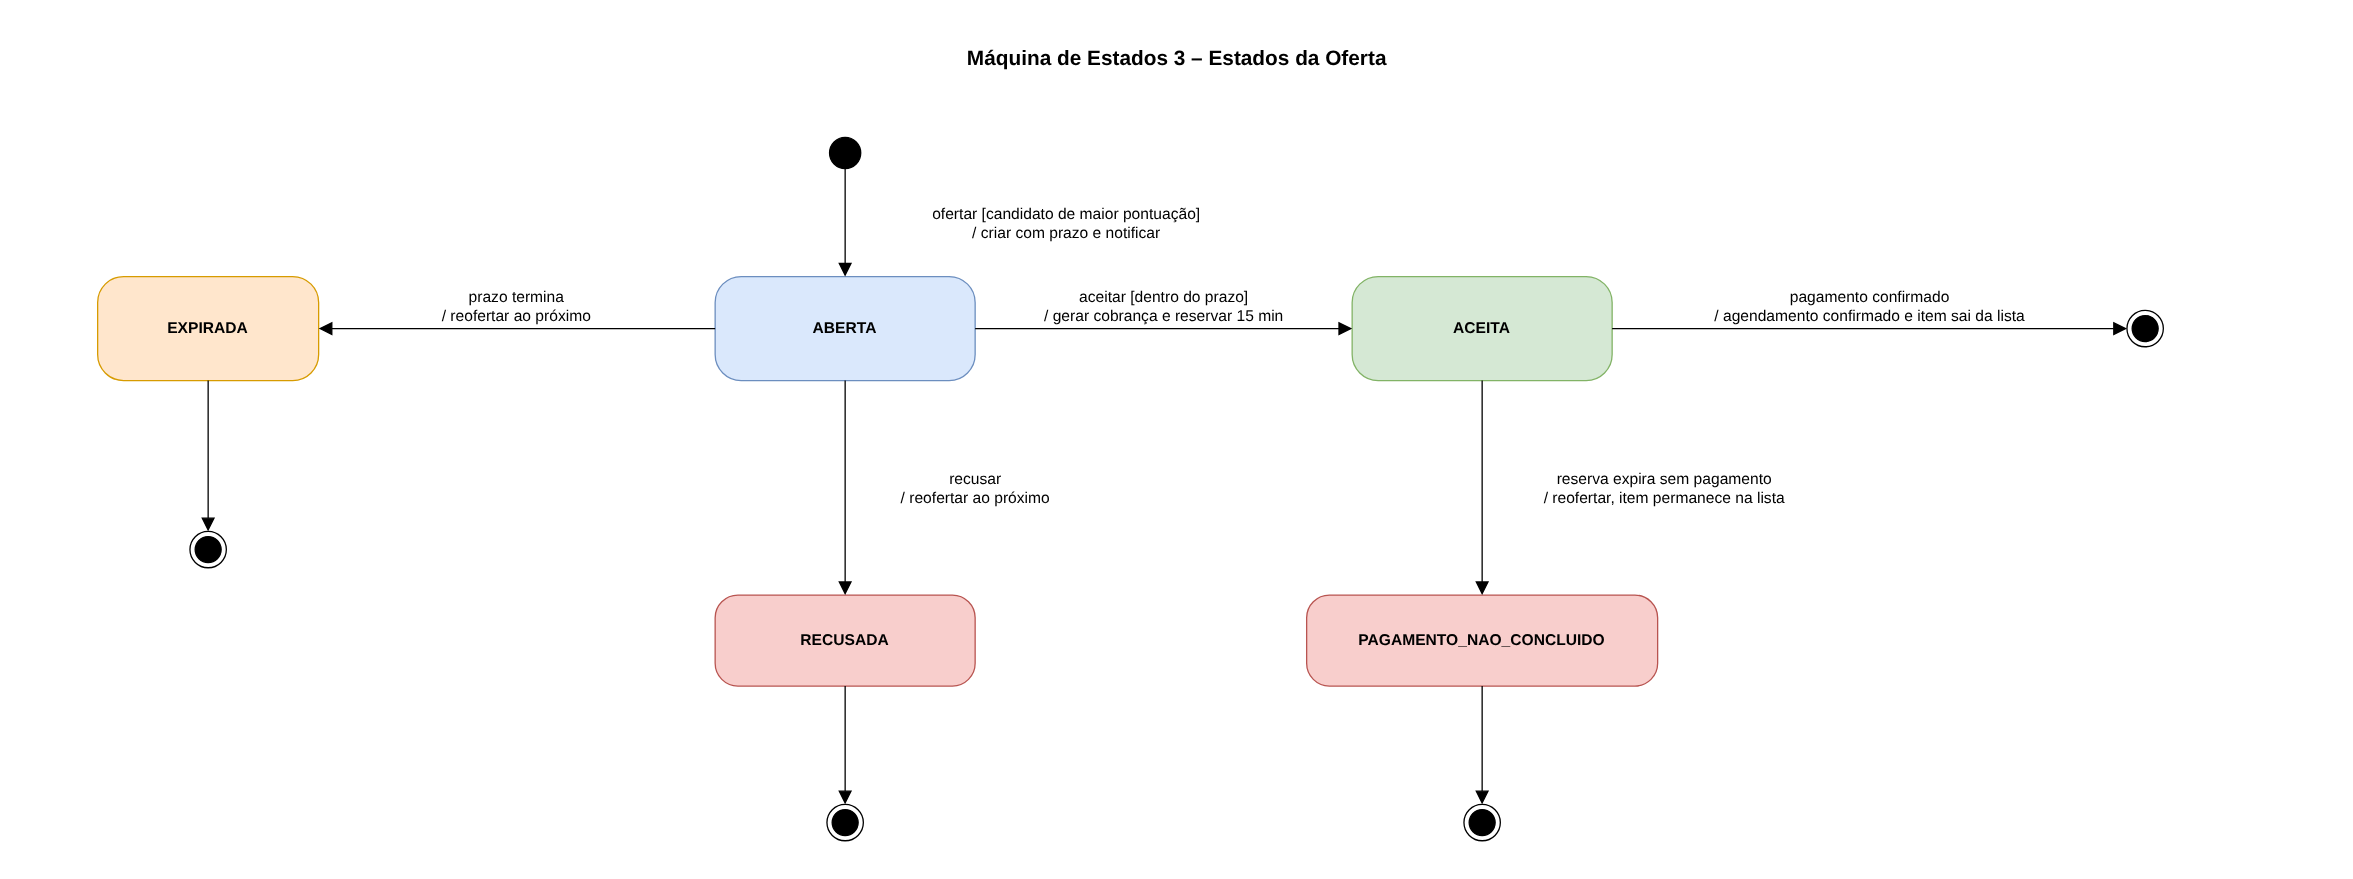 Máquina de Estados 3 – Estados da Oferta
ofertar [candidato de maior pontuação]
/ criar com prazo e notificar
EXPIRADA
prazo termina
/ reofertar ao próximo
ABERTA
aceitar [dentro do prazo]
/ gerar cobrança e reservar 15 min
ACEITA
pagamento confirmado
/ agendamento confirmado e item sai da lista
recusar
/ reofertar ao próximo
reserva expira sem pagamento
/ reofertar, item permanece na lista
RECUSADA
PAGAMENTO_NAO_CONCLUIDO